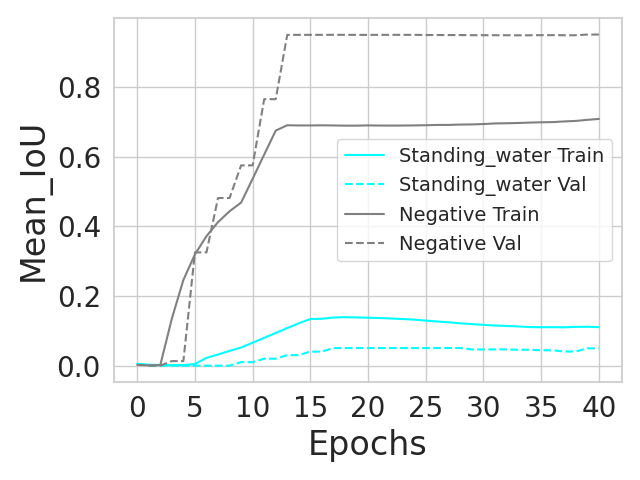 Mean_IoU
0.8
0.6
0.4
0.2
0.0
Standing_water Train
Standing_water Val
Negative Train
Negative Val
0 5 10 15 20 25 30 35 40
Epochs